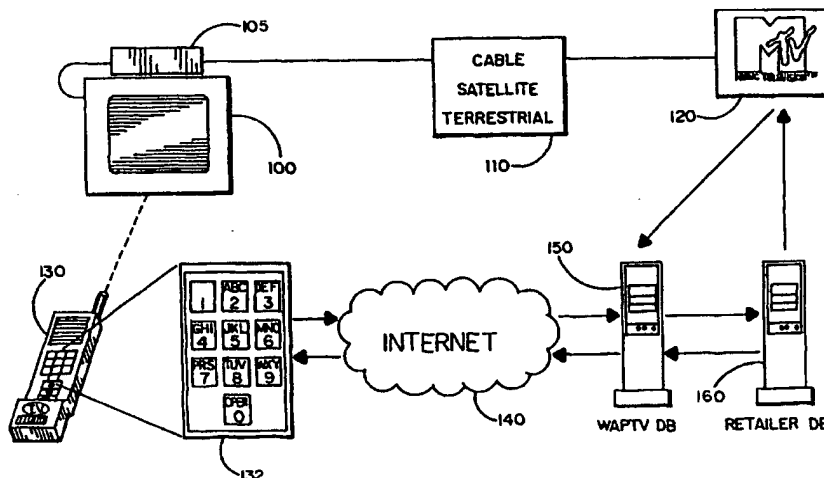 105
CABLE
SATELLITE
TERRESTRIAL
110
MTV
120
100
130
1
ABC
2
DEF
3
GHI
4
JKL
5
MNO
6
PRS
7
TUV
8
WXY
9
OPER
0
132
INTERNET
140
150
WAPTV DB
160
RETAILER DB